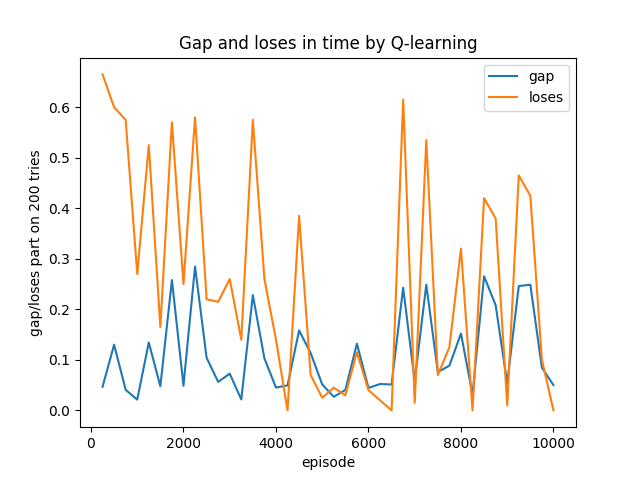 Gap and loses in time by Q-learning
gap
loses
gap/loses part on 200 tries
0.6
0.5
0.4
0.3
0.2
0.1
0.0
0 2000 4000 6000 8000 10000
episode